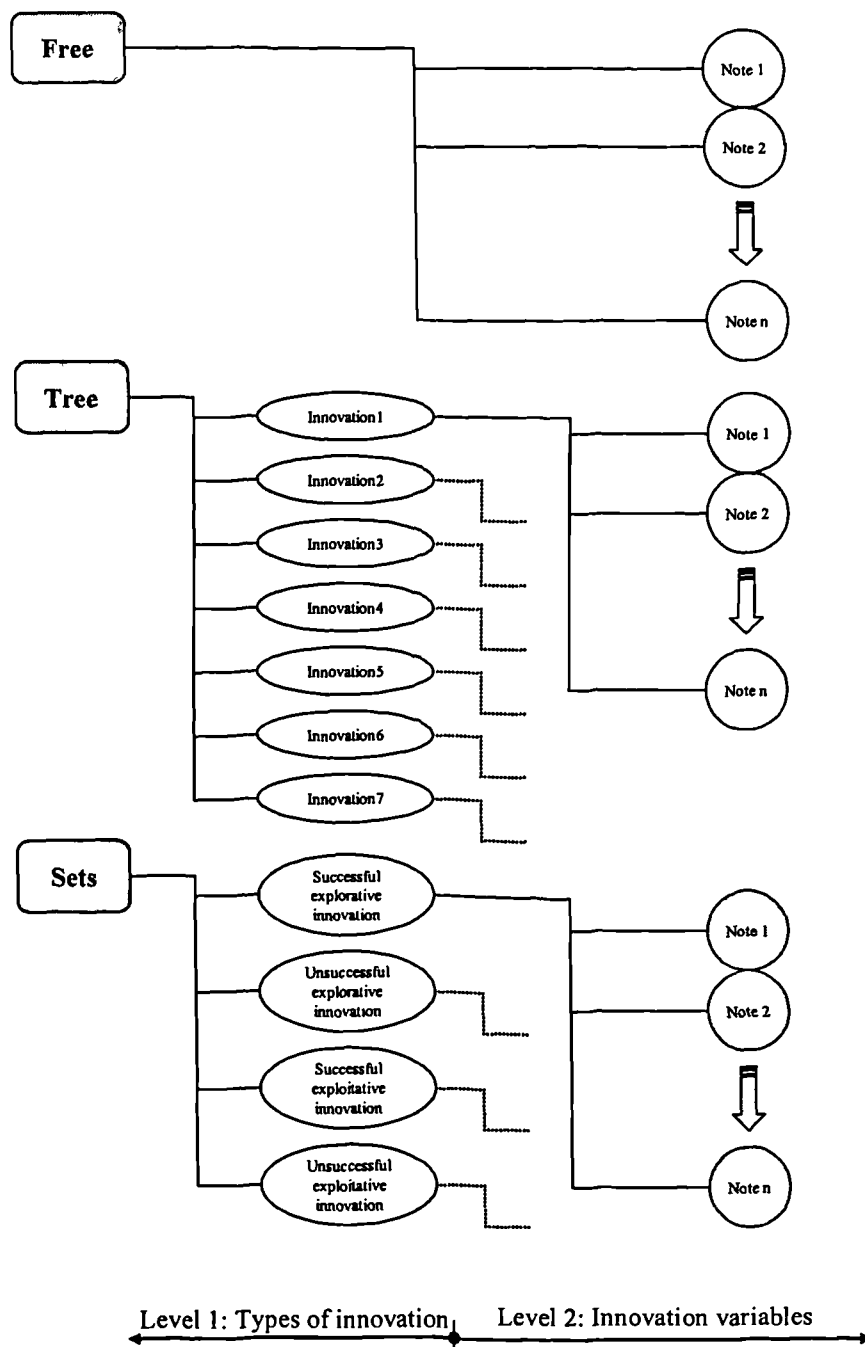 Free
Note 1
Note 2
Note n
Tree
Innovation1
Note 1
Innovation2
Note 2
Innovation3
Innovation4
Innovation5
Note n
Innovation6
Innovation7
Sets
Successful
explorative
innovation
Note 1
Unsuccessful
explorative
innovation
Note 2
Successful
exploitative
innovation
Unsuccessful
exploitative
innovation
Note n
Level 1: Types of innovation
Level 2: Innovation variables